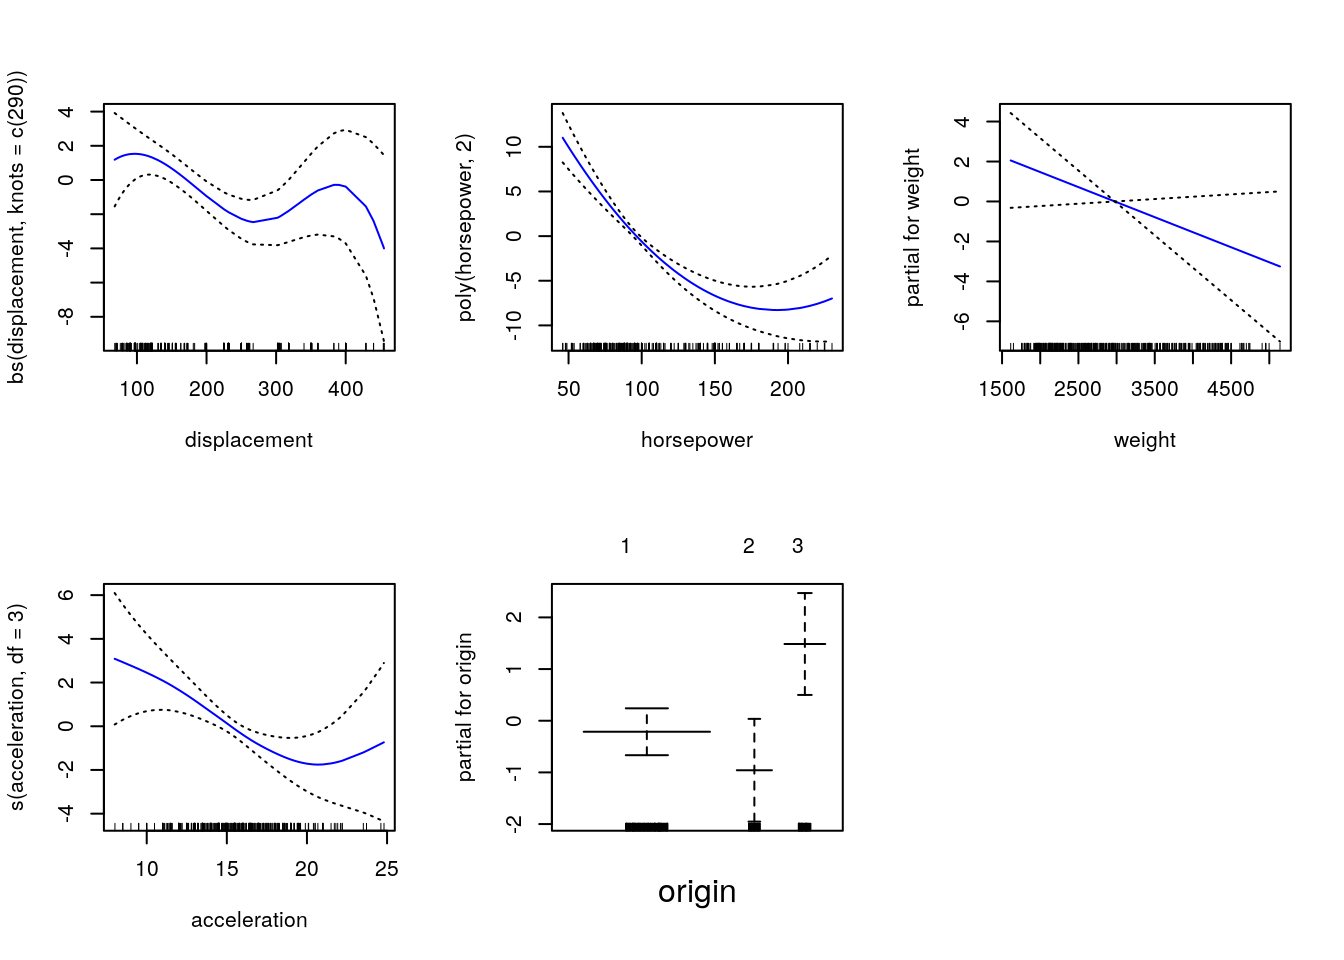 bs(displacement, knots = c(290))
4
2
0
-4
-8
100 200 300 400
displacement
poly(horsepower, 2)
10
5
0
-5
-10
50 100 150 200
horsepower
partial for weight
4
2
0
-2
-4
-6
1500 2500 3500 4500
weight
s(acceleration, df = 3)
6
4
2
0
-2
-4
10 15 20 25
acceleration
1 2 3
partial for origin
2
1
0
-1
-2
origin